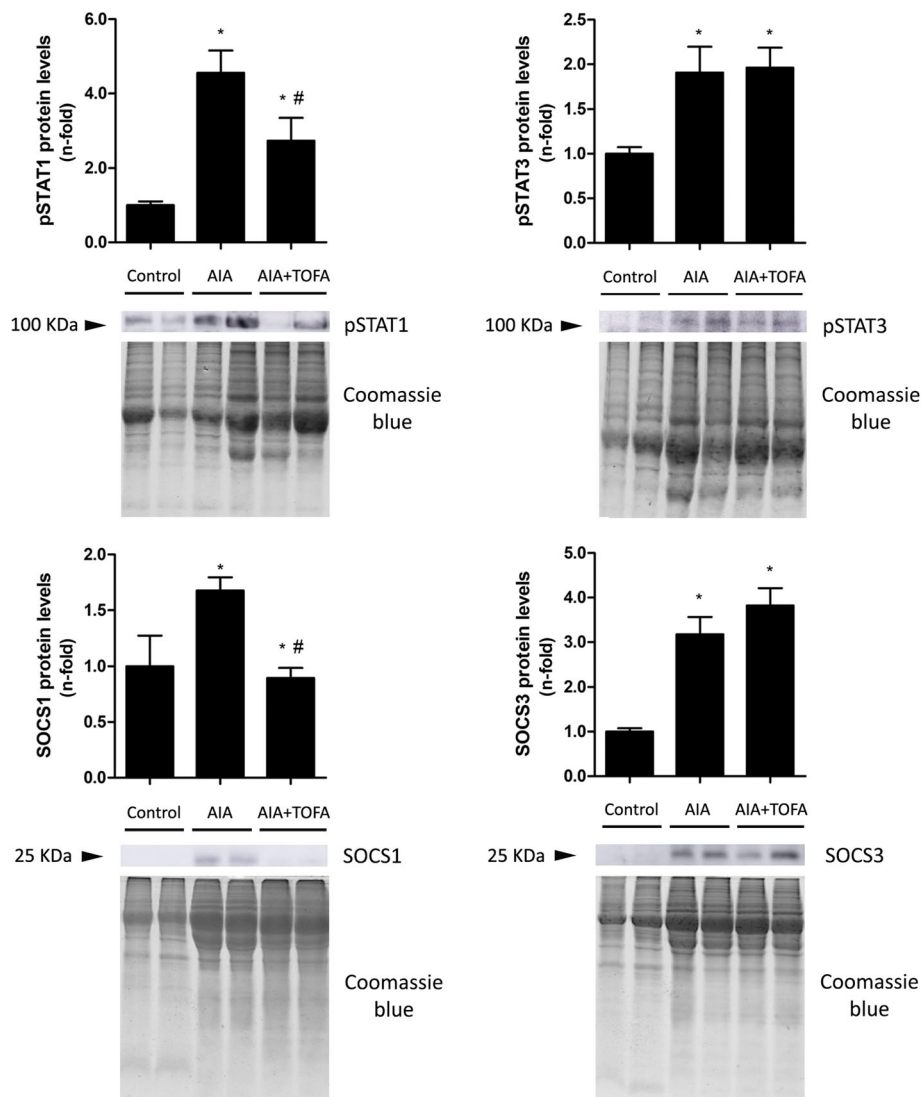 pSTAT1 protein levels
(n-fold)
6.0
4.0
2.0
0.0
*
* #
Control
AIA
AIA+TOFA
100 KDa
pSTAT1
Coomassie
blue
pSTAT3 protein levels
(n-fold)
2.5
2.0
1.5
1.0
0.5
0.0
*
*
Control
AIA
AIA+TOFA
100 KDa
pSTAT3
Coomassie
blue
SOCS1 protein levels
(n-fold)
2.0
1.5
1.0
0.5
0.0
*
* #
Control
AIA
AIA+TOFA
25 KDa
SOCS1
Coomassie
blue
SOCS3 protein levels
(n-fold)
5.0
4.0
3.0
2.0
1.0
0.0
*
*
Control
AIA
AIA+TOFA
25 KDa
SOCS3
Coomassie
blue